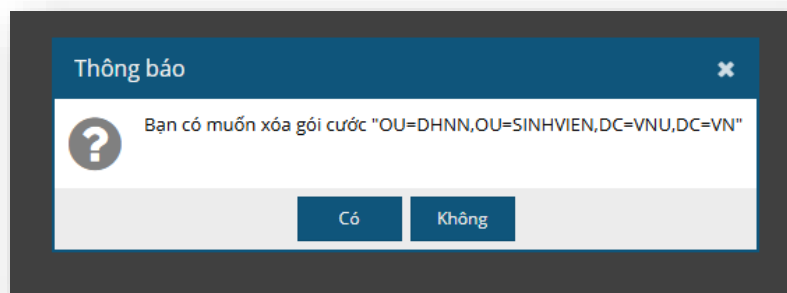 Thông báo
Bạn có muốn xóa gói cước "OU=DHNN,OU=SINHVIEN,DC=VNU,DC=VN"
Có
Không